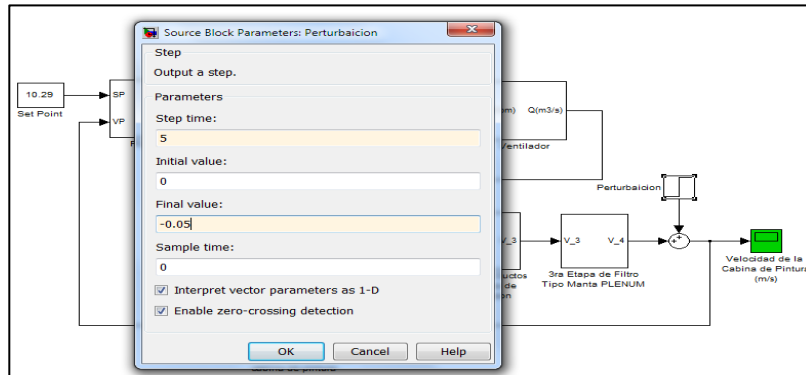 Source Block Parameters: Perturbaicion
Step
Output a step.
Parameters
Step time:
5
Initial value:
0
Final value:
-0.05
Sample time:
0
Interpret vector parameters as 1-D
Enable zero-crossing detection
OK
Cancel
Help
10.29
Set Point
SP
VP
Q(m3/s)
Ventilador
Perturbaicion
V_3
V_3
V_4
3ra Etapa de Filtro
Tipo Manta PLENUM
Velocidad de la
Cabina de Pintura
(m/s)